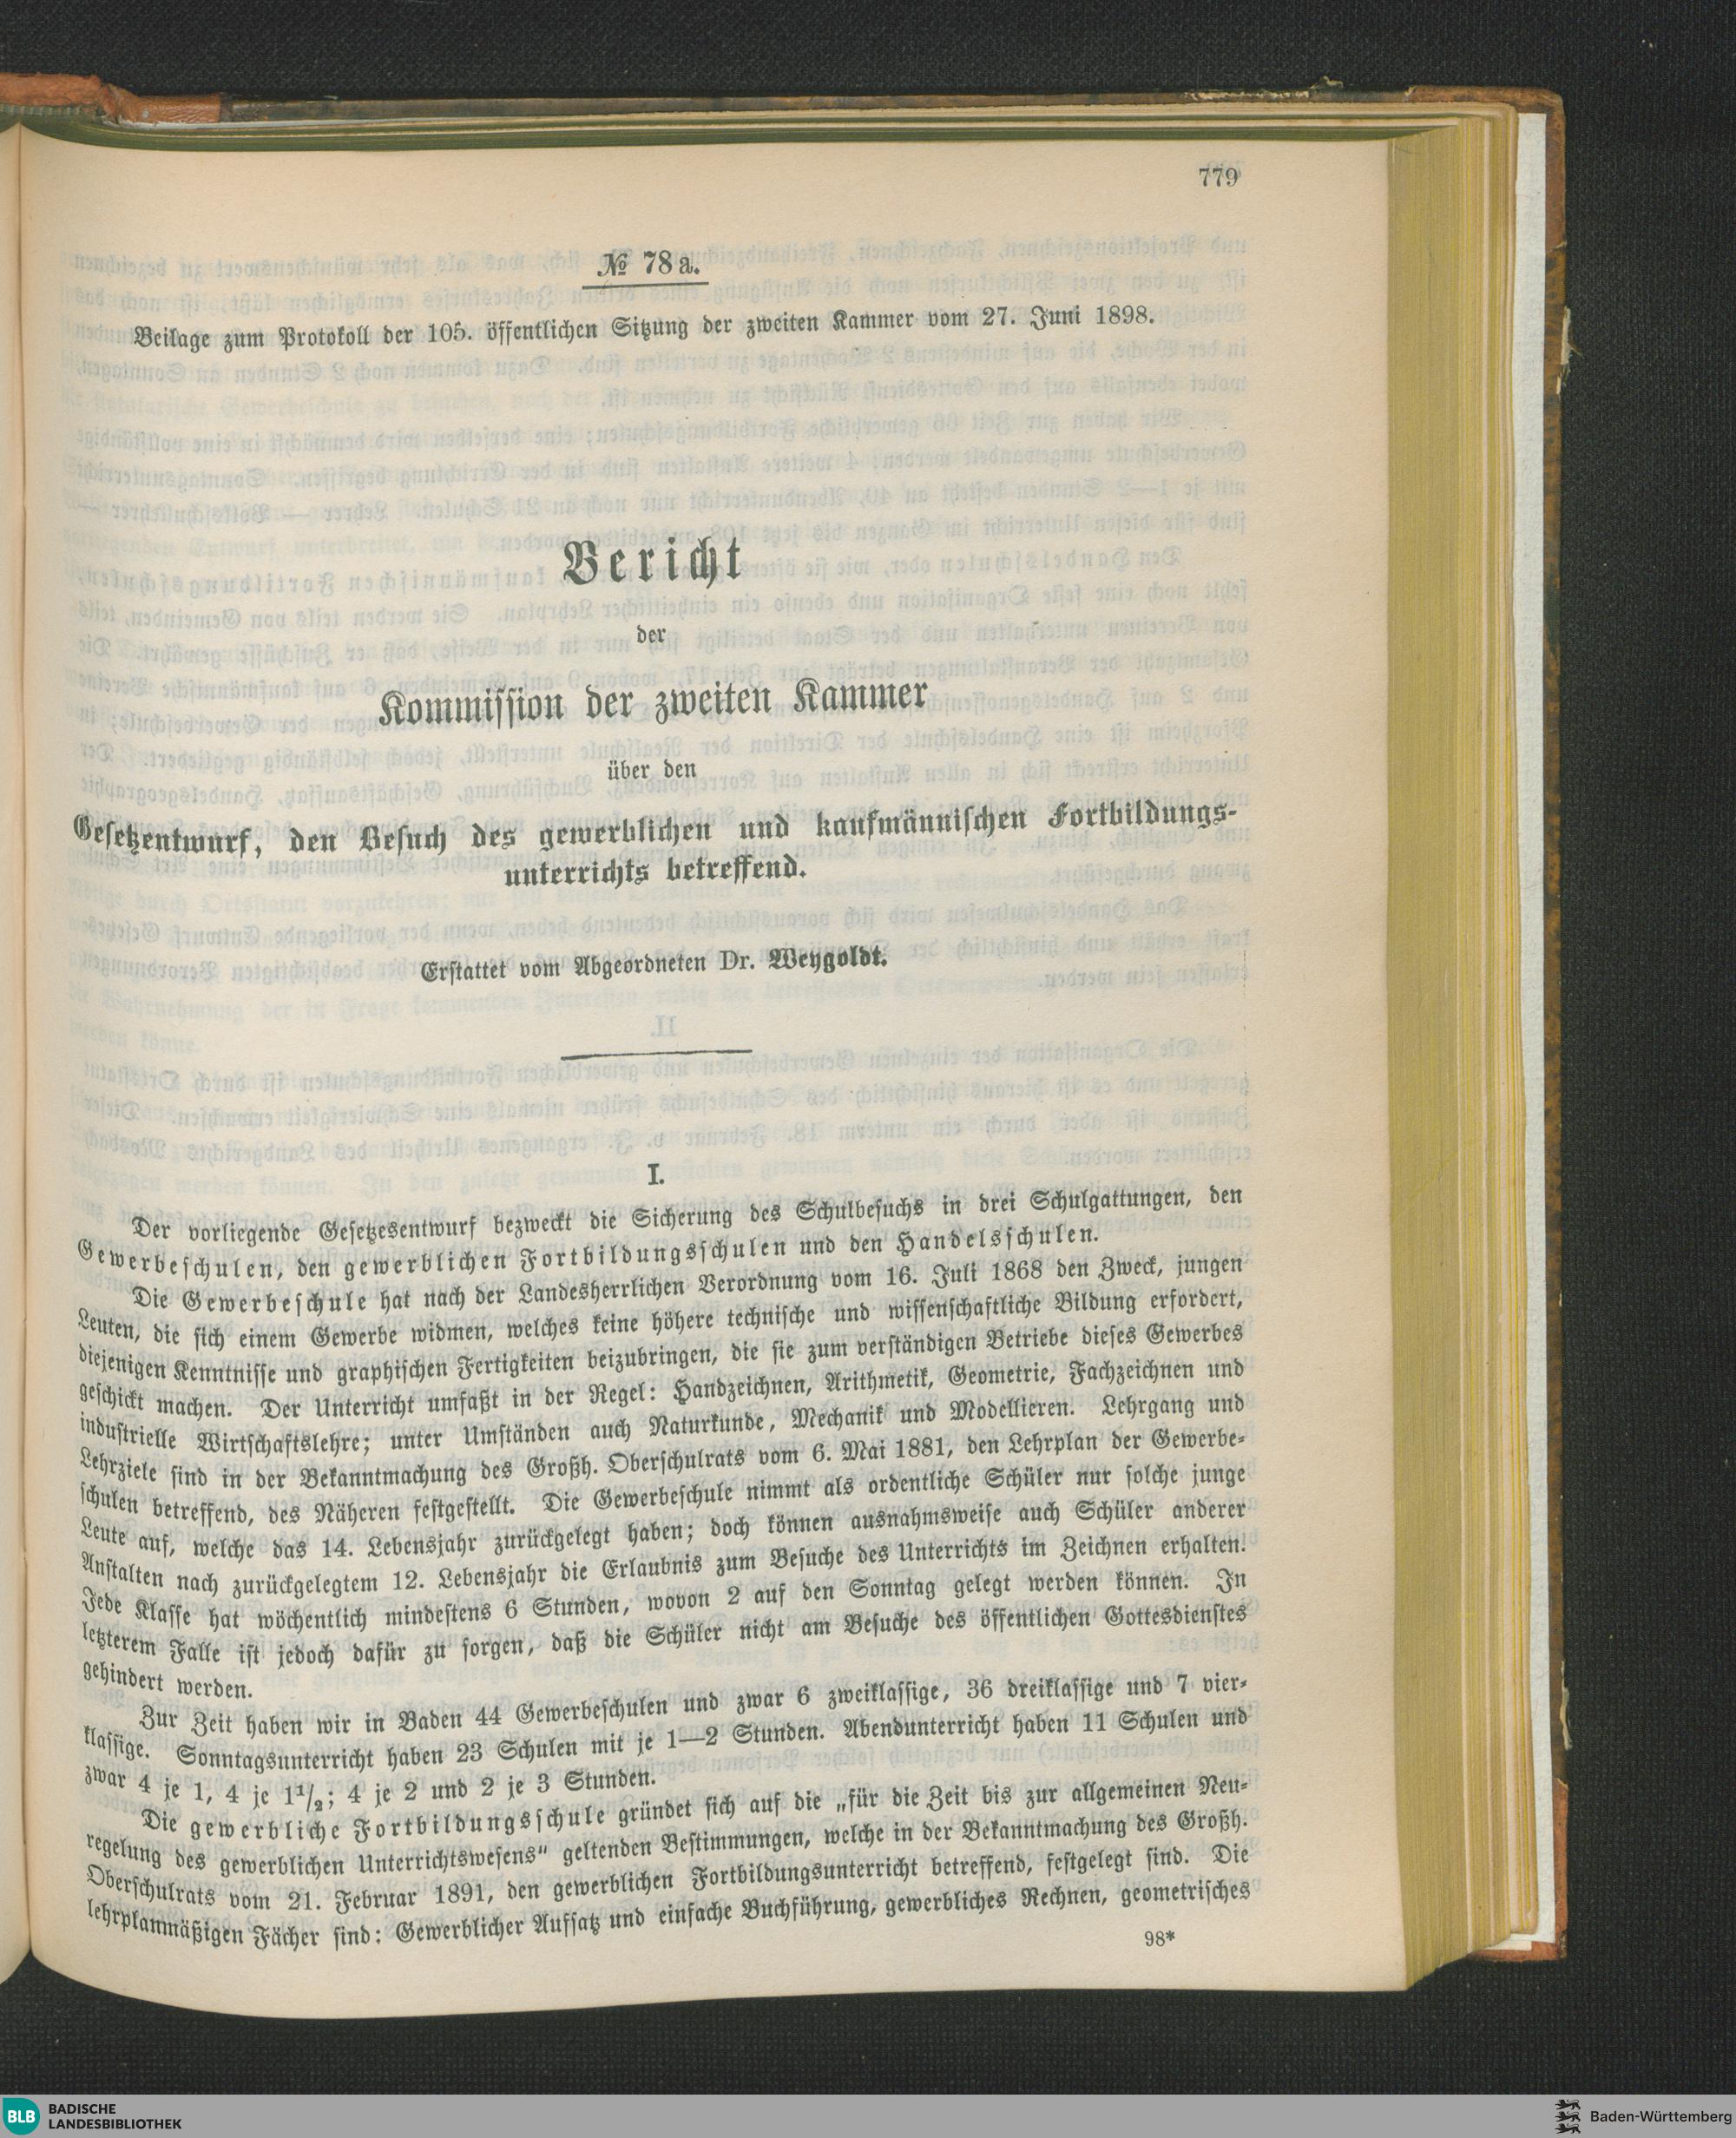 779
№ 78 a.
Beilage zum Protokoll der 105. öffentlichen Sitzung der zweiten Kammer vom 27. Juni 1898.
Bericht
der
Kommission der zweiten Kammer
über den
Gesetzentwurf, den Besuch des gewerblichen und kaufmännischen Fortbildungs-
unterrichts betreffend.
Erstattet vom Abgeordneten Dr. Weygoldt.
I.
Der vorliegende Gesetzesentwurf bezweckt die Sicherung des Schulbesuchs in drei Schulgattungen, den
Gewerbeschulen, den gewerblichen Fortbildungsschulen und den Handelsschulen.
Die Gewerbeschule hat nach der Landesherrlichen Verordnung vom 16. Juli 1868 den Zweck, jungen
Leuten, die sich einem Gewerbe widmen, welches keine höhere technische und wissenschaftliche Bildung erfordert,
diejenigen Kenntnisse und graphischen Fertigkeiten beizubringen, die sie zum verständigen Betriebe dieses Gewerbes
geschickt machen. Der Unterricht umfaßt in der Regel: Handzeichnen, Arithmetik, Geometrie, Fachzeichnen und
industrielle Wirtschaftslehre; unter Umständen auch Naturkunde, Mechanik und Modellieren. Lehrgang und
Lehrziele sind in der Bekanntmachung des Großh. Oberschulrats vom 6. Mai 1881, den Lehrplan der Gewerbe-
schulen betreffend, des Näheren festgestellt. Die Gewerbeschule nimmt als ordentliche Schüler nur solche junge
Leute auf, welche das 14. Lebensjahr zurückgelegt haben; doch können ausnahmsweise auch Schüler anderer
Anstalten nach zurückgelegtem 12. Lebensjahr die Erlaubnis zum Besuche des Unterrichts im Zeichnen erhalten.
Jede Klasse hat wöchentlich mindestens 6 Stunden, wovon 2 auf den Sonntag gelegt werden können. In
letzterem Falle ist jedoch dafür zu sorgen, daß die Schüler nicht am Besuche des öffentlichen Gottesdienstes
gehindert werden.
Zur Zeit haben wir in Baden 44 Gewerbeschulen und zwar 6 zweiklassige, 36 dreiklassige und 7 vier-
klassige. Sonntagsunterricht haben 23 Schulen mit je 1—2 Stunden. Abendunterricht haben 11 Schulen und
zwar 4 je 1, 4 je 1 1/2; 4 je 2 und 2 je 3 Stunden.
Die gewerbliche Fortbildungsschule gründet sich auf die „für die Zeit bis zur allgemeinen Neu-
regelung des gewerblichen Unterrichtswesens“ geltenden Bestimmungen, welche in der Bekanntmachung des Großh.
Oberschulrats vom 21. Februar 1891, den gewerblichen Fortbildungsunterricht betreffend, festgelegt sind. Die
lehrplanmäßigen Fächer sind: Gewerblicher Aufsatz und einfache Buchführung, gewerbliches Rechnen, geometrisches
98*
BLB BADISCHE
LANDESBIBLIOTHEK
Baden-Württemberg